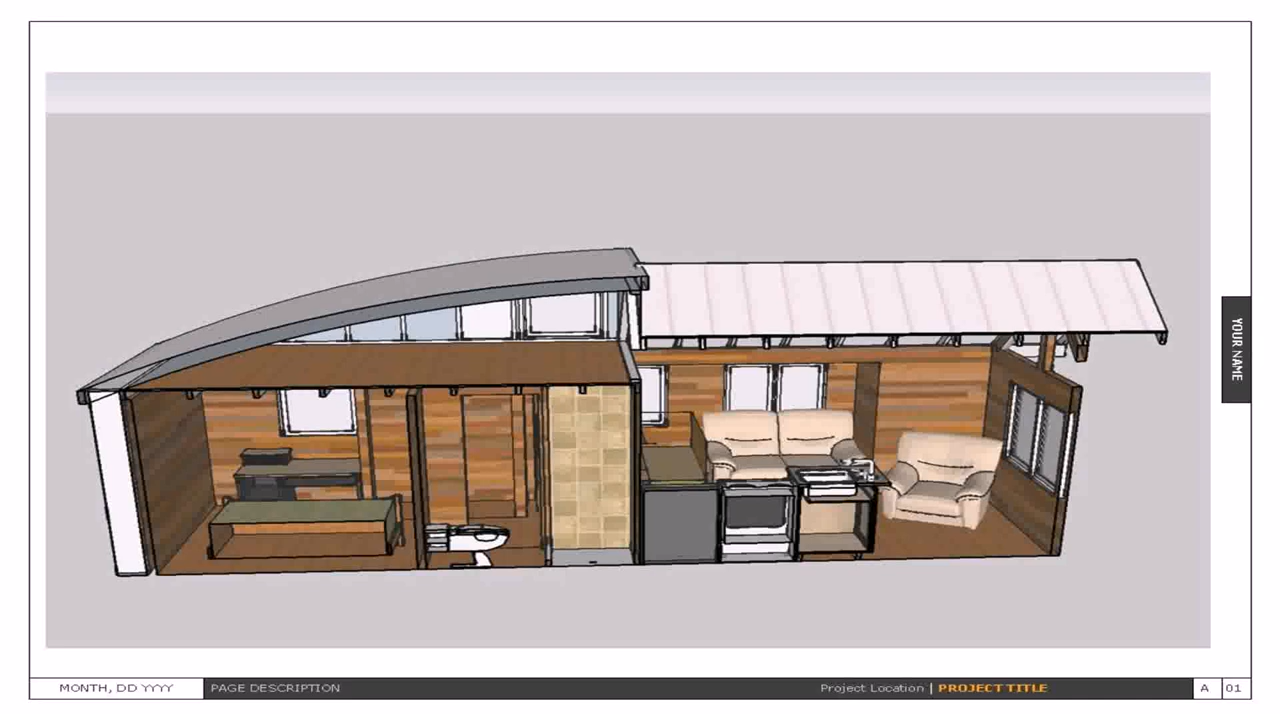 YOUR NAME
MONTH, DD YYYY
PAGE DESCRIPTION
Project Location | PROJECT TITLE
A 01